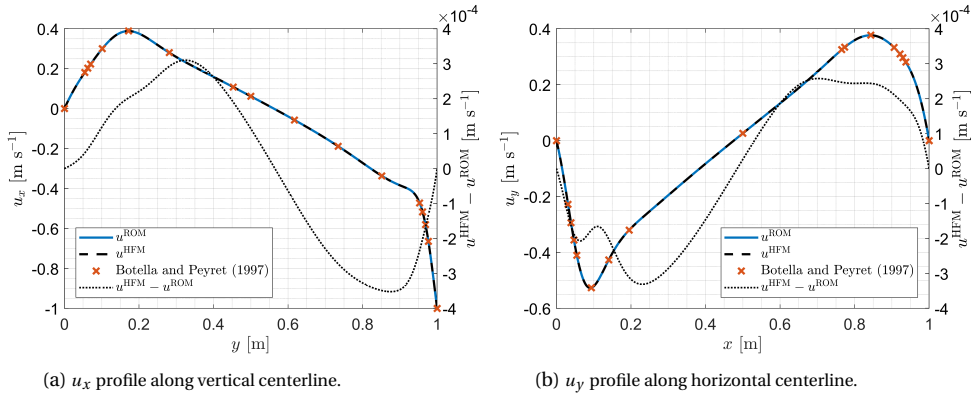 ×10⁻⁴
0.4
0.2
0
-0.2
-0.4
-0.6
-0.8
-1
u_x [m s⁻¹]
4
3
2
1
0
-1
-2
-3
-4
u^HFM − u^ROM [m s⁻¹]
u^ROM
u^HFM
Botella and Peyret (1997)
u^HFM − u^ROM
0 0.2 0.4 0.6 0.8 1
y [m]
(a) u_x profile along vertical centerline.
×10⁻⁴
0.4
0.2
0
-0.2
-0.4
-0.6
u_y [m s⁻¹]
4
3
2
1
0
-1
-2
-3
-4
u^HFM − u^ROM [m s⁻¹]
u^ROM
u^HFM
Botella and Peyret (1997)
u^HFM − u^ROM
0 0.2 0.4 0.6 0.8 1
x [m]
(b) u_y profile along horizontal centerline.